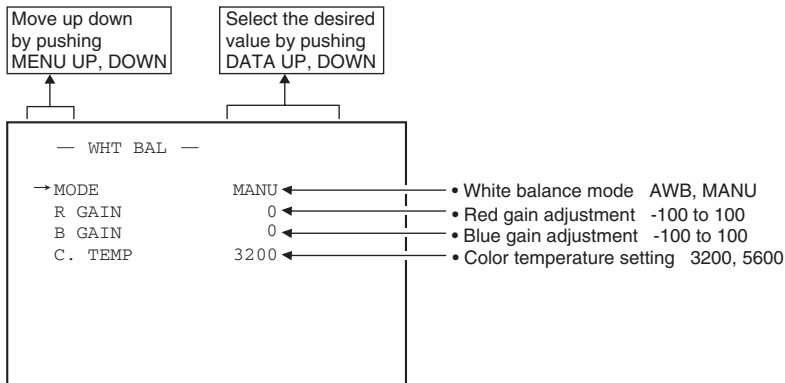 Move up down
by pushing
MENU UP, DOWN
Select the desired
value by pushing
DATA UP, DOWN
— WHT BAL —
→MODE MANU
R GAIN 0
B GAIN 0
C. TEMP 3200
• White balance mode AWB, MANU
• Red gain adjustment -100 to 100
• Blue gain adjustment -100 to 100
• Color temperature setting 3200, 5600